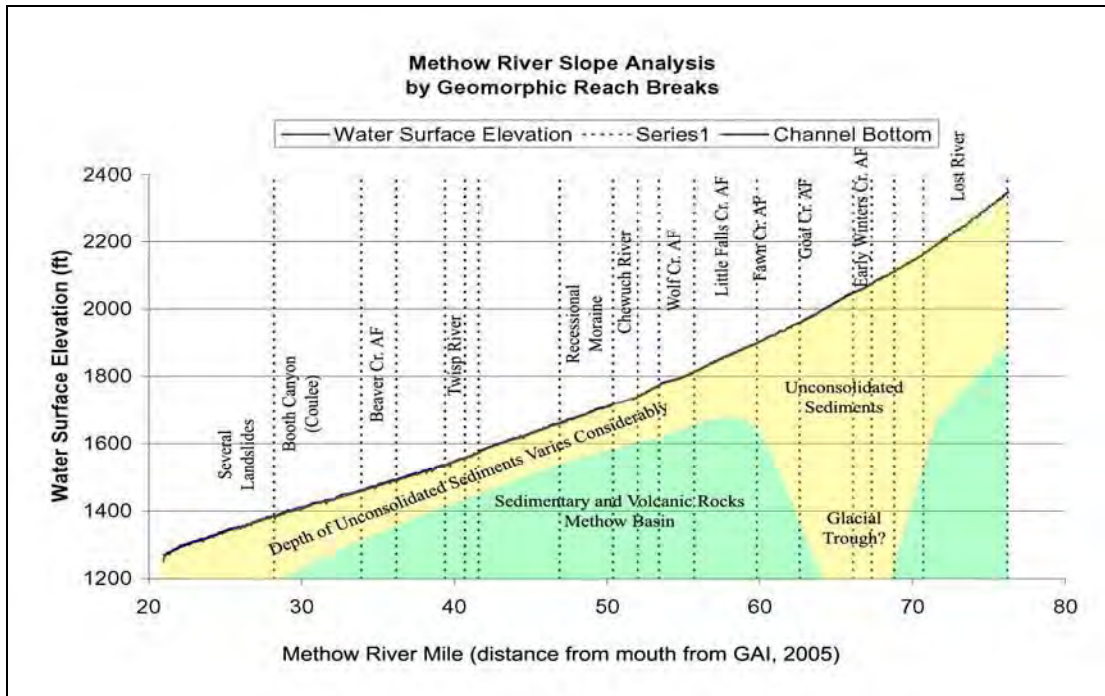 Methow River Slope Analysis
by Geomorphic Reach Breaks
Water Surface Elevation Series1 Channel Bottom
2400
2200
2000
1800
1600
1400
1200
Water Surface Elevation (ft)
Several
Landslides
Booth Canyon
(Coulee)
Beaver Cr. AF
Twisp River
Recessional
Moraine
Chewuch River
Wolf Cr. AF
Little Falls Cr. AF
Fawn Cr. AF
Goat Cr. AF
Early Winters Cr. AF
Lost River
Depth of Unconsolidated Sediments Varies Considerably
Unconsolidated
Sediments
Sedimentary and Volcanic Rocks
Methow Basin
Glacial
Trough?
20 30 40 50 60 70 80
Methow River Mile (distance from mouth from GAI, 2005)